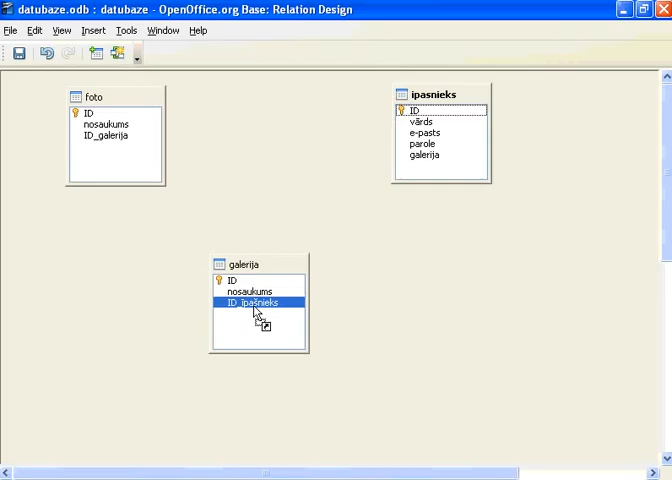 datubaze.odb : datubaze - OpenOffice.org Base: Relation Design
File Edit View Insert Tools Window Help
foto
ID
nosaukums
ID_galerija
ipasnieks
ID
vārds
e-pasts
parole
galerija
galerija
ID
nosaukums
ID_īpašnieks